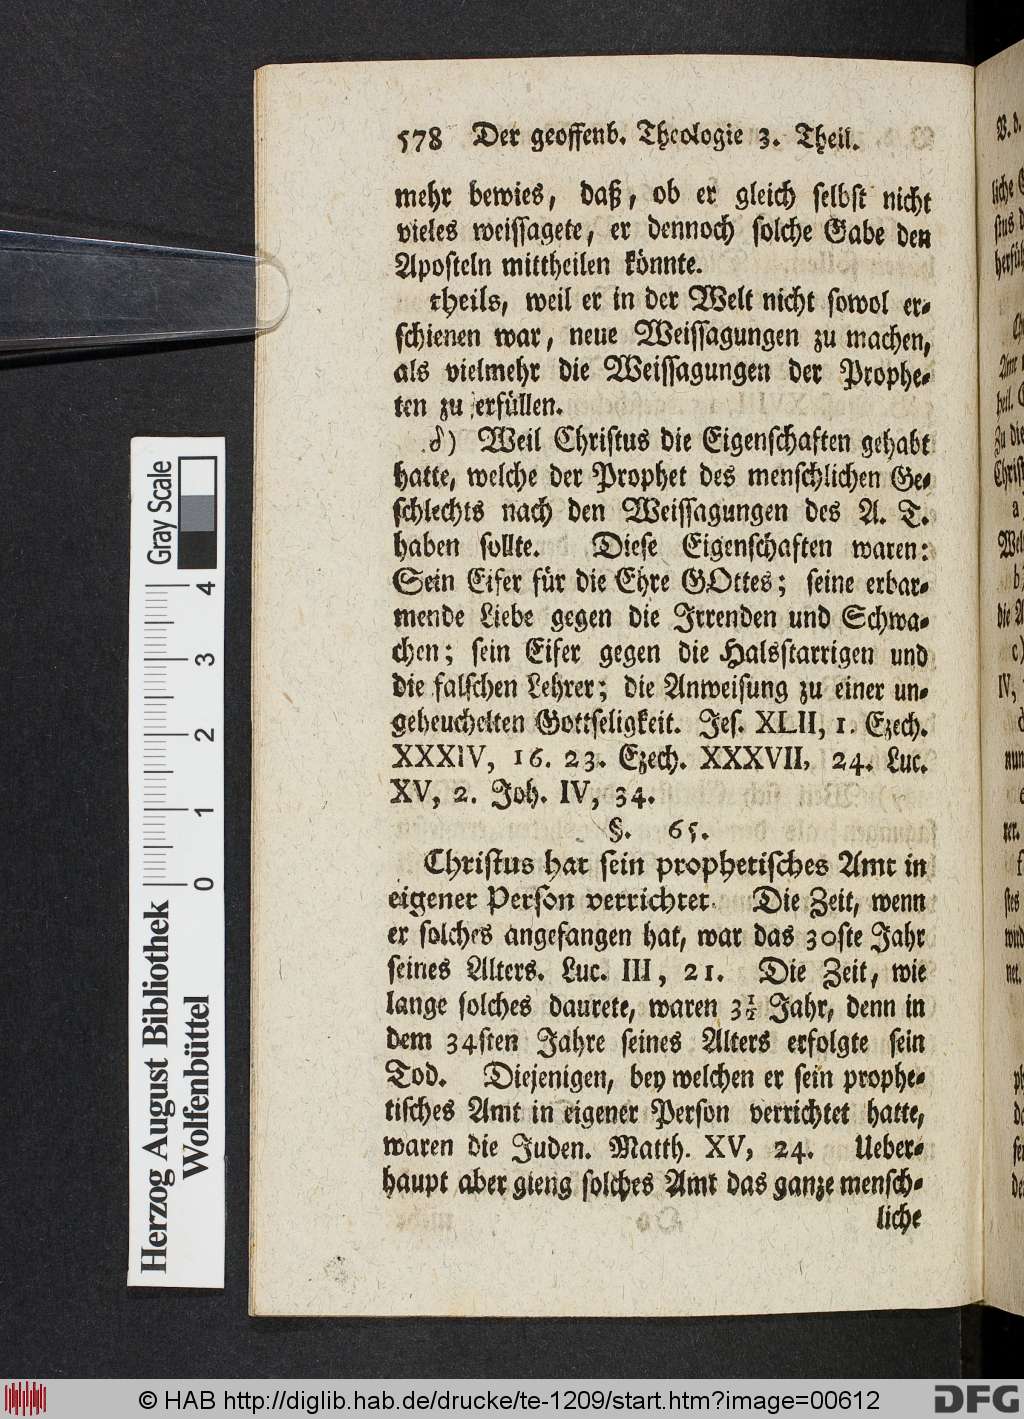 578 Der geoffenb. Theologie 3. Theil.
mehr bewies, daß, ob er gleich selbst nicht
vieles weissagete, er dennoch solche Gabe den
Aposteln mittheilen könnte.
theils, weil er in der Welt nicht sowol er-
schienen war, neue Weissagungen zu machen,
als vielmehr die Weissagungen der Prophe-
ten zu erfüllen.
δ) Weil Christus die Eigenschaften gehabt
hatte, welche der Prophet des menschlichen Ge-
schlechts nach den Weissagungen des A. T.
haben sollte. Diese Eigenschaften waren:
Sein Eifer für die Ehre GOttes; seine erbar-
mende Liebe gegen die Irrenden und Schwa-
chen; sein Eifer gegen die Halsstarrigen und
die falschen Lehrer; die Anweisung zu einer un-
geheuchelten Gottseligkeit. Jes. XLII, 1. Ezech.
XXXIV, 16. 23. Ezech. XXXVII, 24. Luc.
XV, 2. Joh. IV, 34.
§. 65.
Christus hat sein prophetisches Amt in
eigener Person verrichtet. Die Zeit, wenn
er solches angefangen hat, war das 30ste Jahr
seines Alters. Luc. III, 21. Die Zeit, wie
lange solches daurete, waren 3½ Jahr, denn in
dem 34sten Jahre seines Alters erfolgte sein
Tod. Diejenigen, bey welchen er sein prophe-
tisches Amt in eigener Person verrichtet hatte,
waren die Juden. Matth. XV, 24. Ueber-
haupt aber gieng solches Amt das ganze mensch-
liche
Gray Scale
4
3
2
1
0
Herzog August Bibliothek
Wolfenbüttel
© HAB http://diglib.hab.de/drucke/te-1209/start.htm?image=00612
DFG